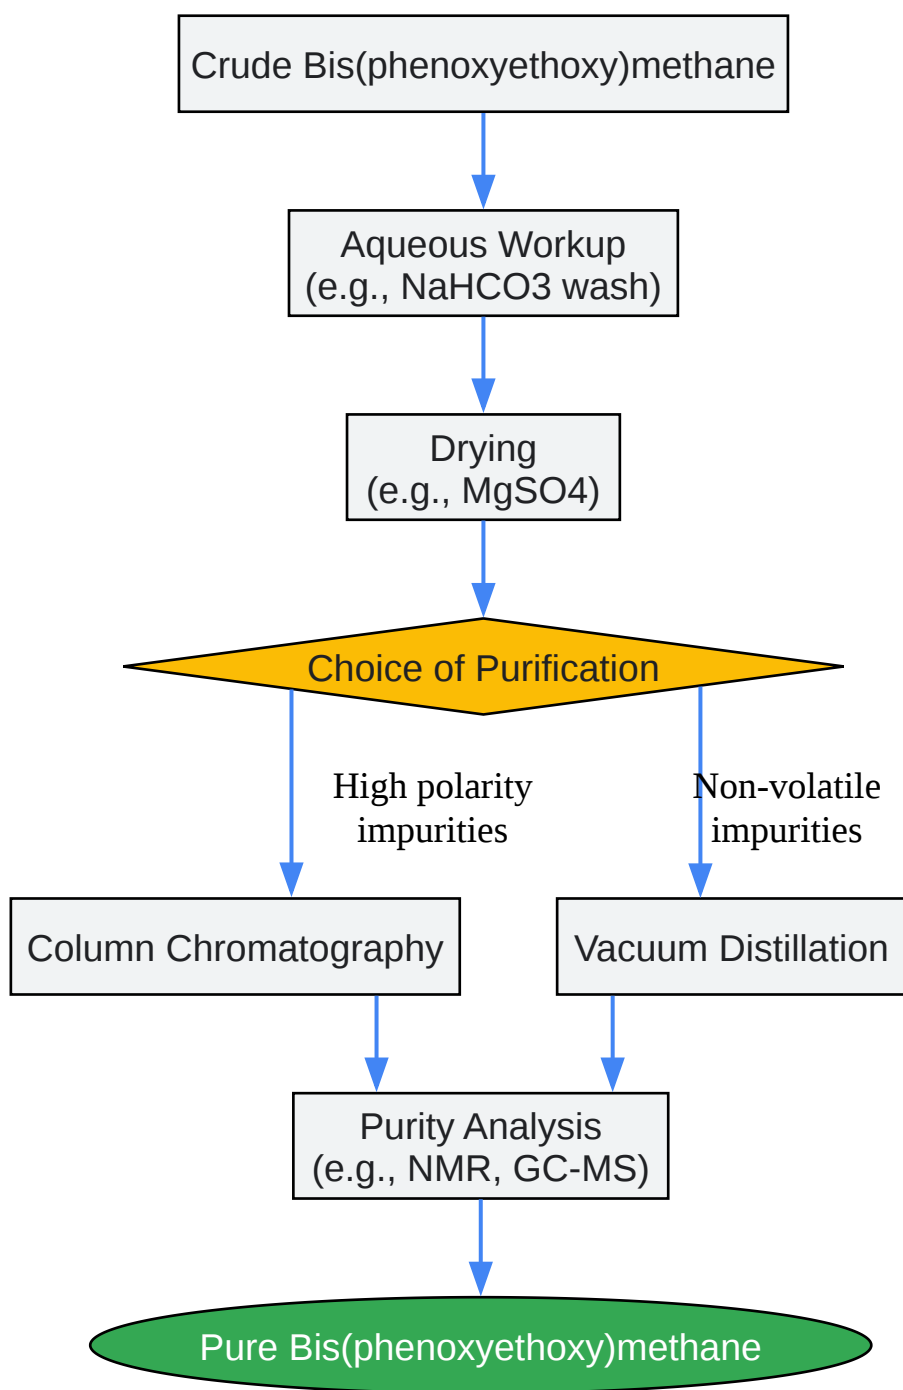 Crude Bis(phenoxyethoxy)methane
Aqueous Workup
(e.g., NaHCO3 wash)
Drying
(e.g., MgSO4)
Choice of Purification
High polarity
impurities
Non-volatile
impurities
Column Chromatography
Vacuum Distillation
Purity Analysis
(e.g., NMR, GC-MS)
Pure Bis(phenoxyethoxy)methane